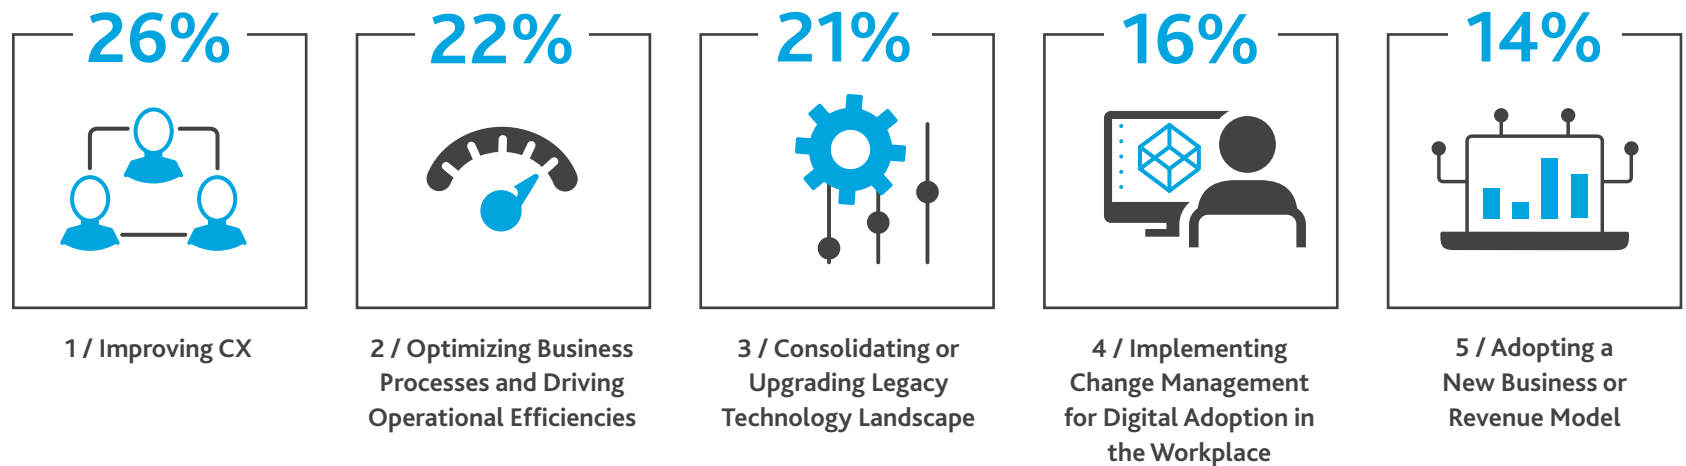 26%
22%
21%
16%
14%
1 / Improving CX
2 / Optimizing Business
Processes and Driving
Operational Efficiencies
3 / Consolidating or
Upgrading Legacy
Technology Landscape
4 / Implementing
Change Management
for Digital Adoption in
the Workplace
5 / Adopting a
New Business or
Revenue Model